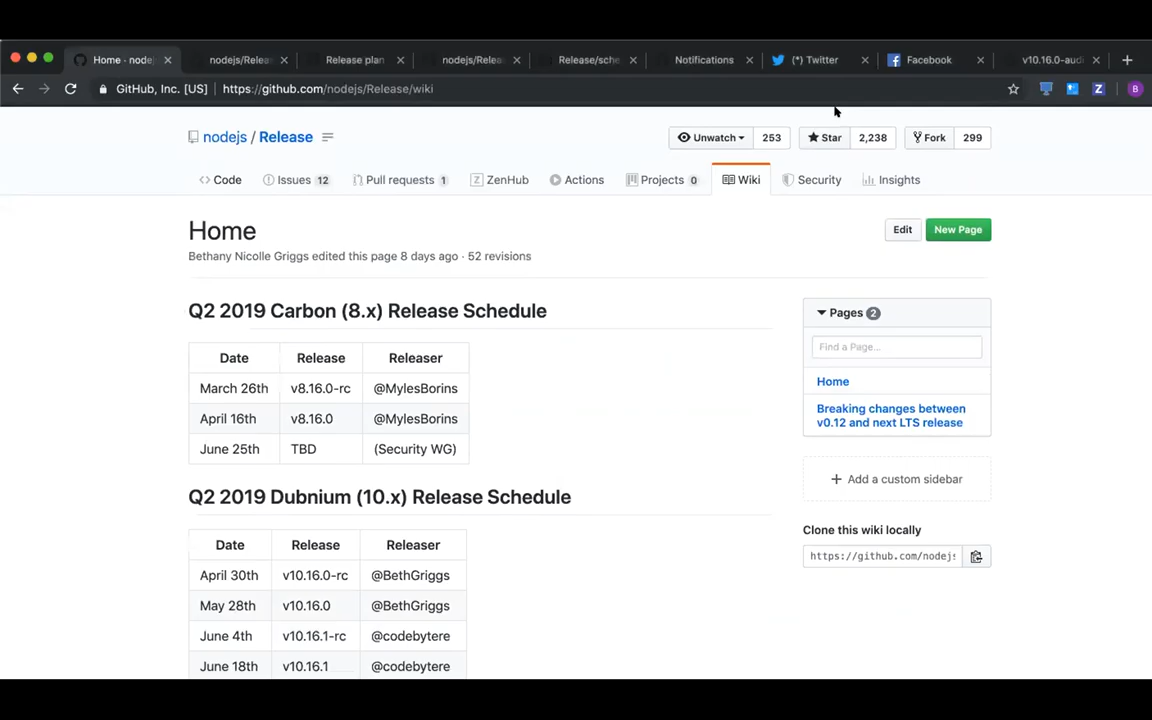 Home · node
nodejs/Relea
Release plan
nodejs/Relea
Release/sche
Notifications
(*) Twitter
Facebook
v10.16.0-audi
GitHub, Inc. [US] https://github.com/nodejs/Release/wiki
Z
B
nodejs / Release
Unwatch 253
Star 2,238
Fork 299
Code
Issues 12
Pull requests 1
ZenHub
Actions
Projects 0
Wiki
Security
Insights
Home
Edit
New Page
Bethany Nicolle Griggs edited this page 8 days ago · 52 revisions
Q2 2019 Carbon (8.x) Release Schedule
Date Release Releaser
March 26th v8.16.0-rc @MylesBorins
April 16th v8.16.0 @MylesBorins
June 25th TBD (Security WG)
Q2 2019 Dubnium (10.x) Release Schedule
Date Release Releaser
April 30th v10.16.0-rc @BethGriggs
May 28th v10.16.0 @BethGriggs
June 4th v10.16.1-rc @codebytere
June 18th v10.16.1 @codebytere
Pages 2
Find a Page…
Home
Breaking changes between
v0.12 and next LTS release
+ Add a custom sidebar
Clone this wiki locally
https://github.com/nodejs